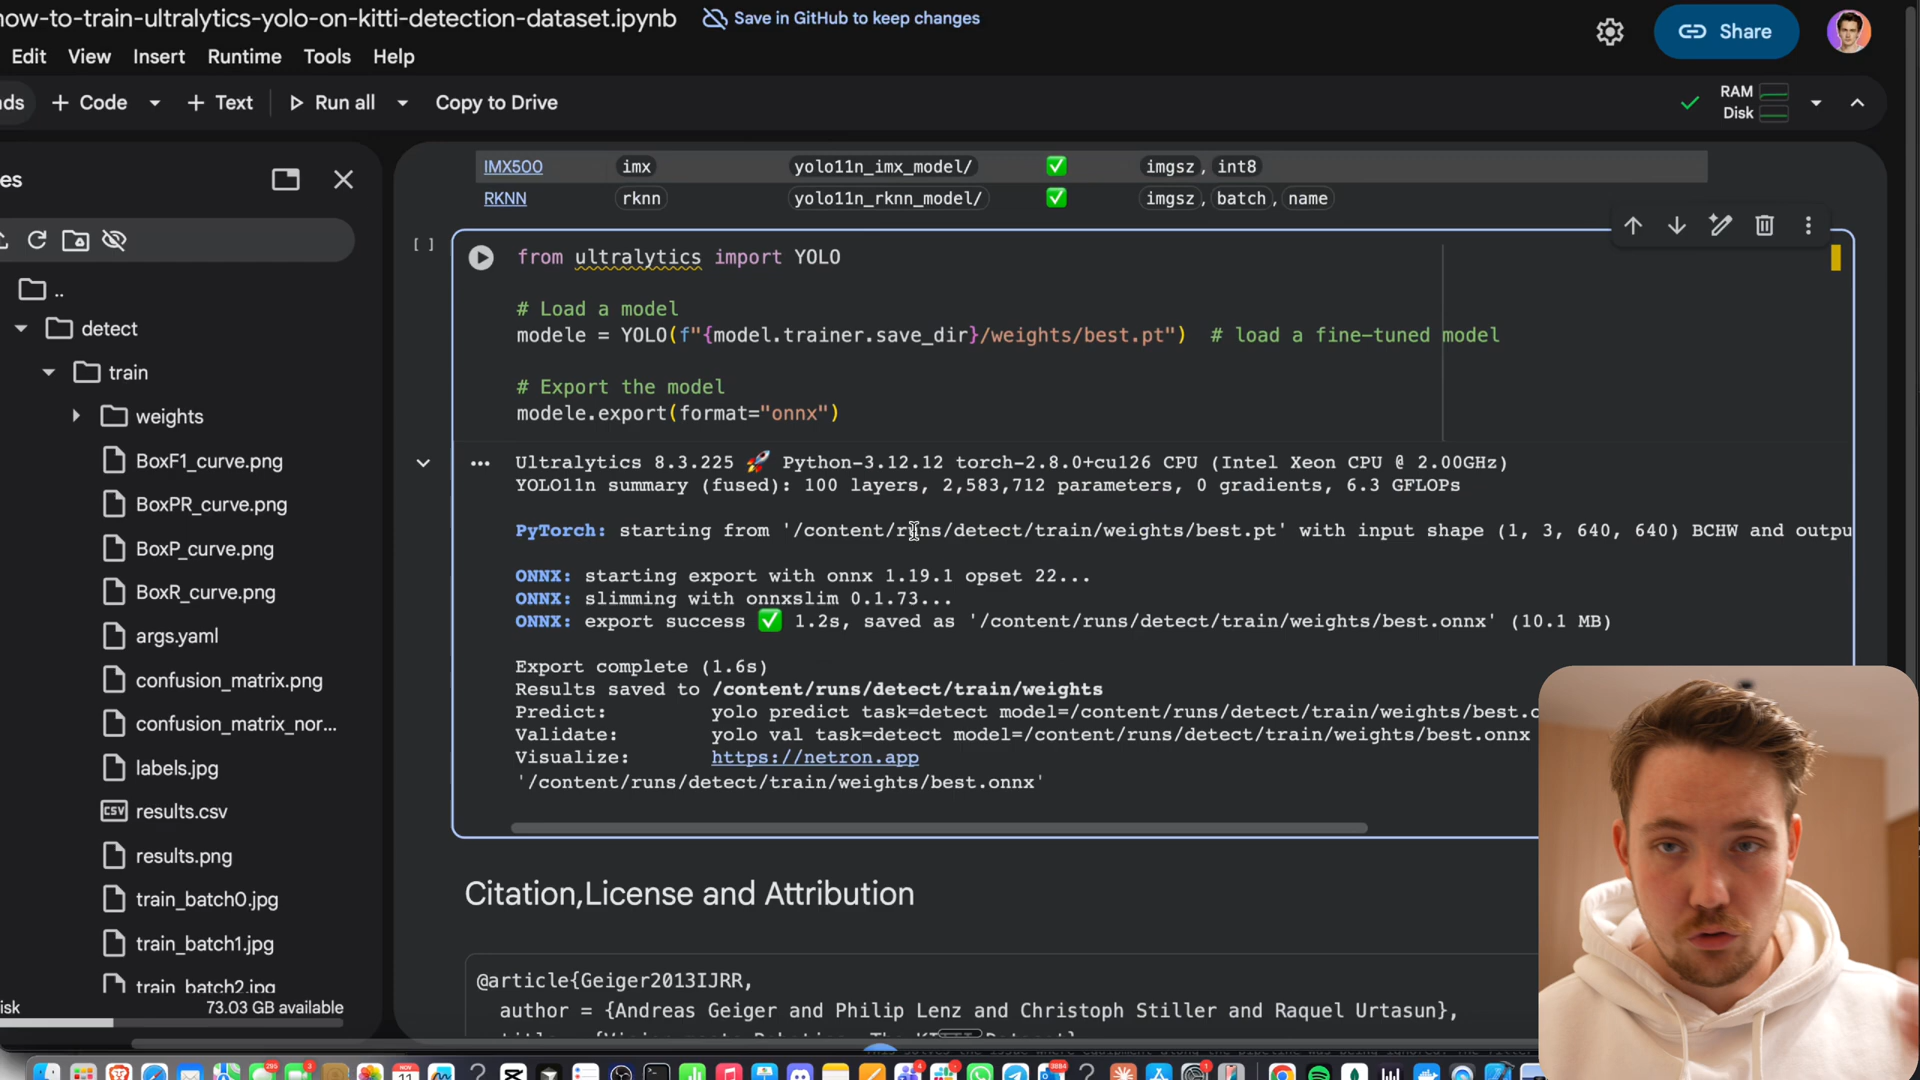 now-to-train-ultralytics-yolo-on-kitti-detection-dataset.ipynb
Save in GitHub to keep changes
Share
Edit View Insert Runtime Tools Help
ds + Code + Text Run all Copy to Drive
RAM
Disk
es
..
detect
train
weights
BoxF1_curve.png
BoxPR_curve.png
BoxP_curve.png
BoxR_curve.png
args.yaml
confusion_matrix.png
confusion_matrix_nor...
labels.jpg
results.csv
results.png
train_batch0.jpg
train_batch1.jpg
train_batch2.jpg
isk 73.03 GB available
IMX500 imx yolo11n_imx_model/ ✅ imgsz, int8
RKNN rknn yolo11n_rknn_model/ ✅ imgsz, batch, name
[ ]
from ultralytics import YOLO
# Load a model
modele = YOLO(f"{model.trainer.save_dir}/weights/best.pt") # load a fine-tuned model
# Export the model
modele.export(format="onnx")
Ultralytics 8.3.225 🚀 Python-3.12.12 torch-2.8.0+cu126 CPU (Intel Xeon CPU @ 2.00GHz)
YOLO11n summary (fused): 100 layers, 2,583,712 parameters, 0 gradients, 6.3 GFLOPs
PyTorch: starting from '/content/runs/detect/train/weights/best.pt' with input shape (1, 3, 640, 640) BCHW and outpu
ONNX: starting export with onnx 1.19.1 opset 22...
ONNX: slimming with onnxslim 0.1.73...
ONNX: export success ✅ 1.2s, saved as '/content/runs/detect/train/weights/best.onnx' (10.1 MB)
Export complete (1.6s)
Results saved to /content/runs/detect/train/weights
Predict: yolo predict task=detect model=/content/runs/detect/train/weights/best.o
Validate: yolo val task=detect model=/content/runs/detect/train/weights/best.onnx
Visualize: https://netron.app
'/content/runs/detect/train/weights/best.onnx'
Citation,License and Attribution
@article{Geiger2013IJRR,
author = {Andreas Geiger and Philip Lenz and Christoph Stiller and Raquel Urtasun},